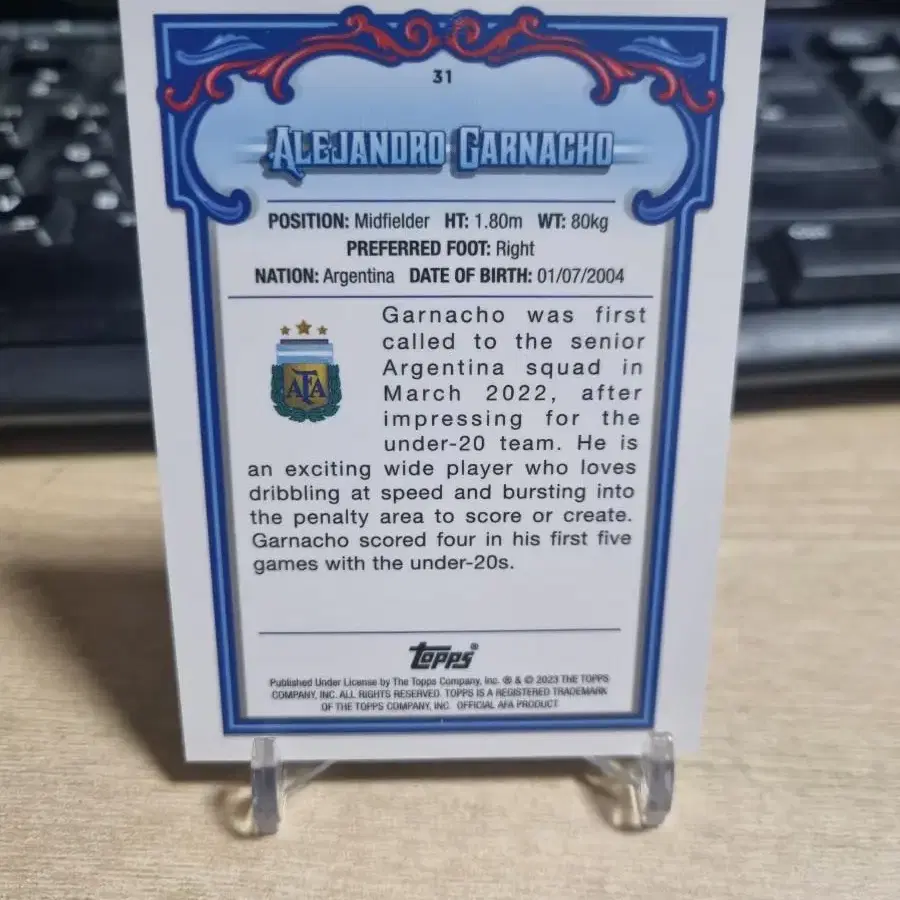 31
ALEJANDRO GARNACHO
POSITION: Midfielder HT: 1.80m WT: 80kg
PREFERRED FOOT: Right
NATION: Argentina DATE OF BIRTH: 01/07/2004
Garnacho was first
called to the senior
Argentina squad in
March 2022, after
impressing for the
under-20 team. He is
AFA
an exciting wide player who loves
dribbling at speed and bursting into
the penalty area to score or create.
Garnacho scored four in his first five
games with the under-20s.
topps®
Published Under License by The Topps Company, Inc. ® & © 2023 THE TOPPS
COMPANY, INC. ALL RIGHTS RESERVED. TOPPS IS A REGISTERED TRADEMARK
OF THE TOPPS COMPANY, INC. OFFICIAL AFA PRODUCT